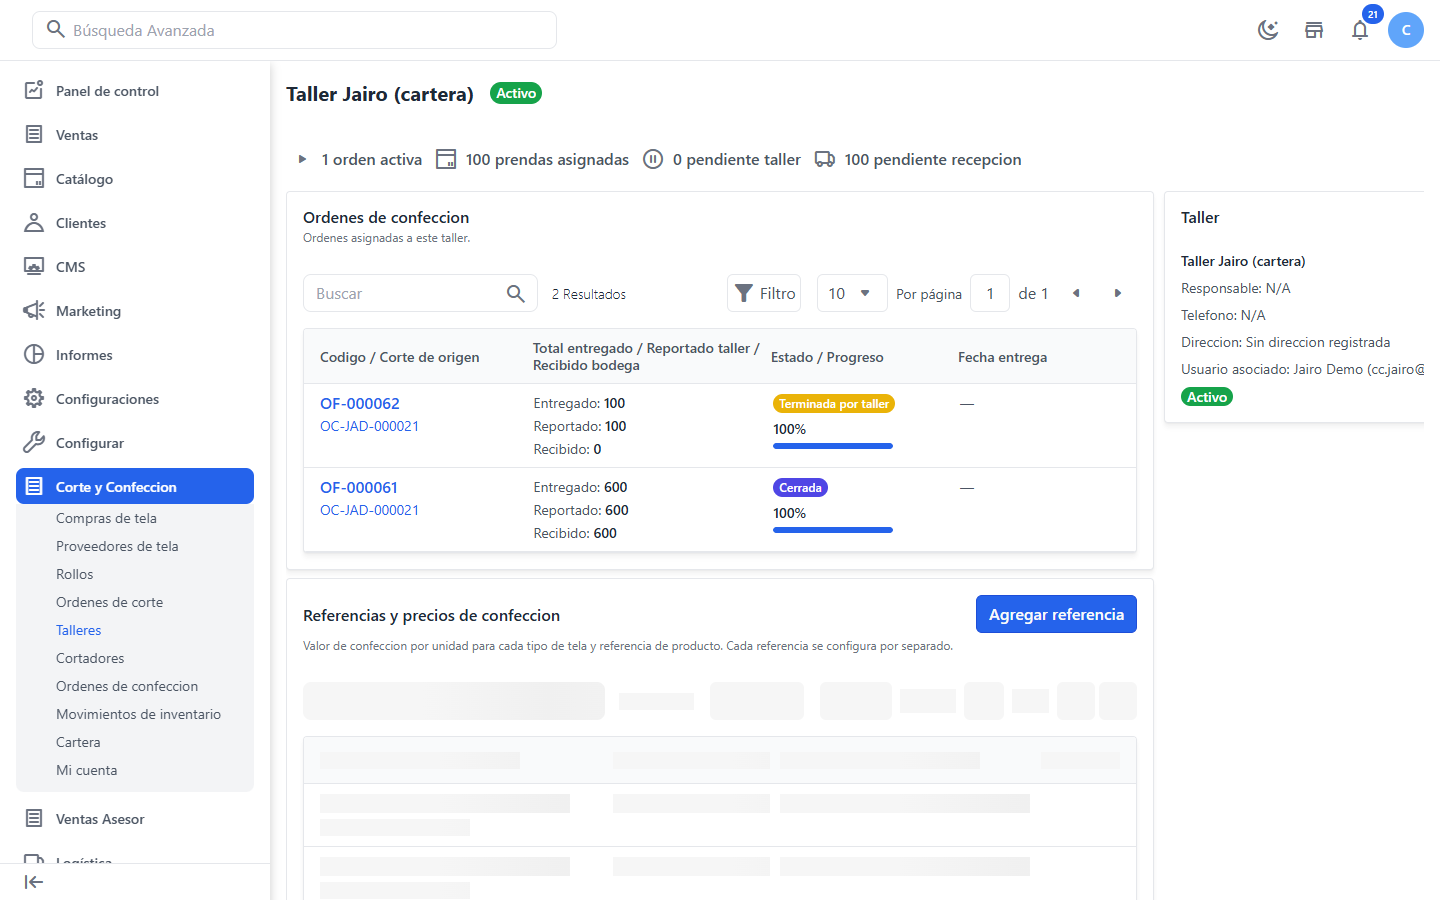 Búsqueda Avanzada
21
C
Panel de control
Ventas
Catálogo
Clientes
CMS
Marketing
Informes
Configuraciones
Configurar
Corte y Confeccion
Compras de tela
Proveedores de tela
Rollos
Ordenes de corte
Talleres
Cortadores
Ordenes de confeccion
Movimientos de inventario
Cartera
Mi cuenta
Ventas Asesor
Logística
Taller Jairo (cartera) Activo
1 orden activa 100 prendas asignadas 0 pendiente taller 100 pendiente recepcion
Ordenes de confeccion
Ordenes asignadas a este taller.
Buscar 2 Resultados Filtro 10 Por página 1 de 1
Codigo / Corte de origen Total entregado / Reportado taller / Recibido bodega Estado / Progreso Fecha entrega
OF-000062 Entregado: 100 Terminada por taller —
OC-JAD-000021 Reportado: 100 100%
Recibido: 0
OF-000061 Entregado: 600 Cerrada —
OC-JAD-000021 Reportado: 600 100%
Recibido: 600
Referencias y precios de confeccion Agregar referencia
Valor de confeccion por unidad para cada tipo de tela y referencia de producto. Cada referencia se configura por separado.
Taller
Taller Jairo (cartera)
Responsable: N/A
Telefono: N/A
Direccion: Sin direccion registrada
Usuario asociado: Jairo Demo (cc.jairo@
Activo